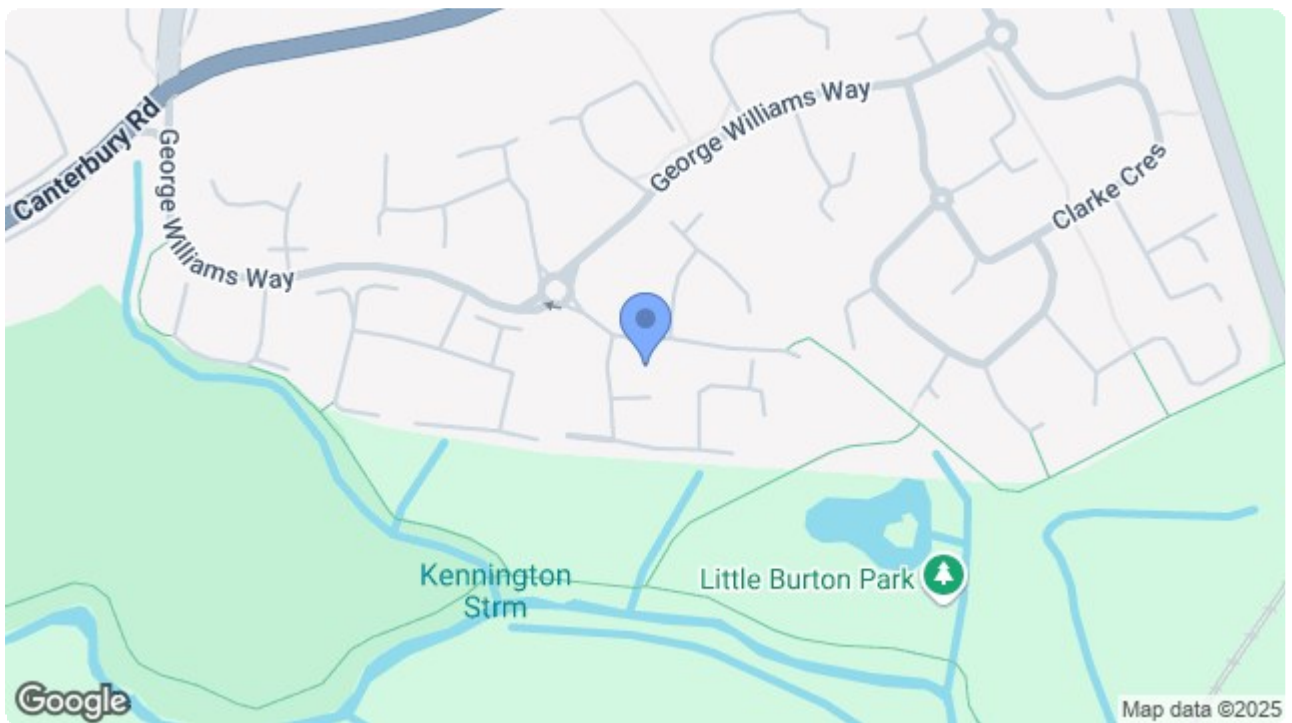 Canterbury Rd
George Williams Way
George Williams Way
Clarke Cres
Kennington
Strm
Little Burton Park
Google
Map data ©2025